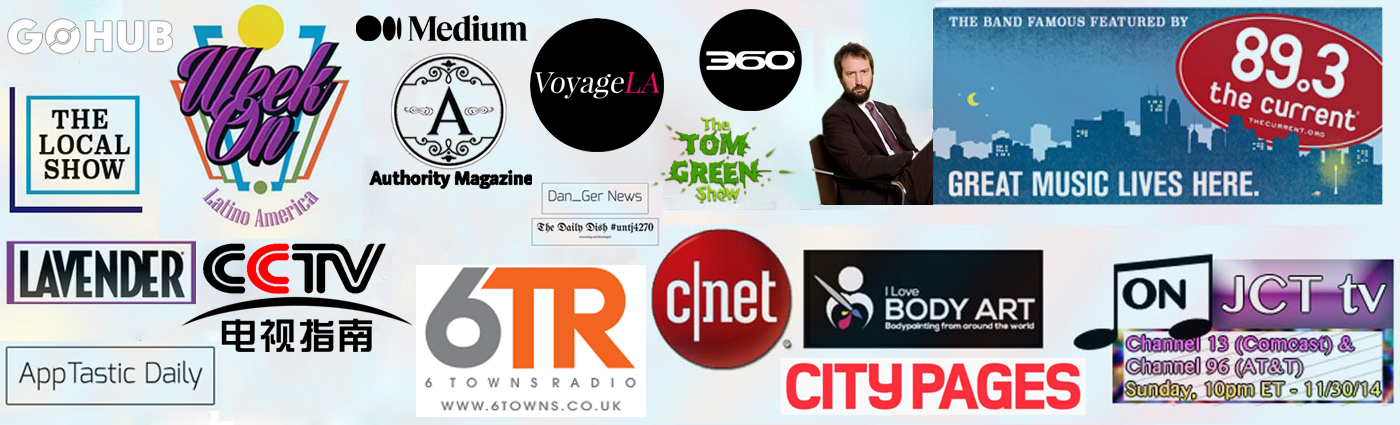 GOHUB
THE
LOCAL
SHOW
Week
On
Latino America
Medium
A
Authority Magazine
VoyageLA
360
The
TOM
GREEN
Show
Dan_Ger News
The Daily Dish #untj4270
THE BAND FAMOUS FEATURED BY
89.3
the current
THECURRENT.ORG
GREAT MUSIC LIVES HERE.
LAVENDER
CCTV
电视指南
AppTastic Daily
6TR
6 TOWNS RADIO
WWW.6TOWNS.CO.UK
c|net
I Love
BODY ART
Bodypainting from around the world
CITY PAGES
ON
JCT tv
Channel 13 (Comcast) &
Channel 96 (AT&T)
Sunday, 10pm ET - 11/30/14